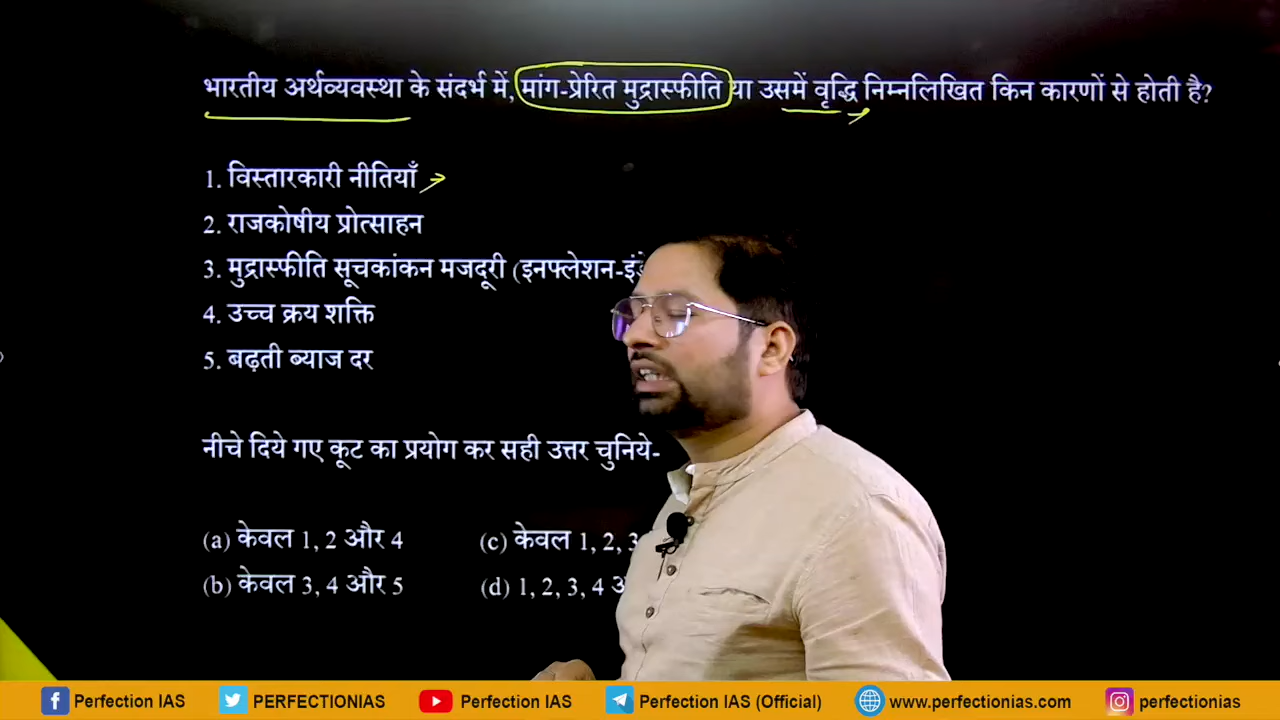 भारतीय अर्थव्यवस्था के संदर्भ में, मांग-प्रेरित मुद्रास्फीति या उसमें वृद्धि निम्नलिखित किन कारणों से होती है?
1. विस्तारकारी नीतियाँ
2. राजकोषीय प्रोत्साहन
3. मुद्रास्फीति सूचकांकन मजदूरी
4. उच्च क्रय शक्ति
5. बढ़ती ब्याज दर
नीचे दिये गए कूट का प्रयोग कर सही उत्तर चुनिये-
(a) केवल 1, 2 और 4 (c) केवल 1, 2, 3
(b) केवल 3, 4 और 5 (d) 1, 2, 3, 4
Perfection IAS PERFECTIONIAS Perfection IAS Perfection IAS (Official) www.perfectionias.com perfectionias